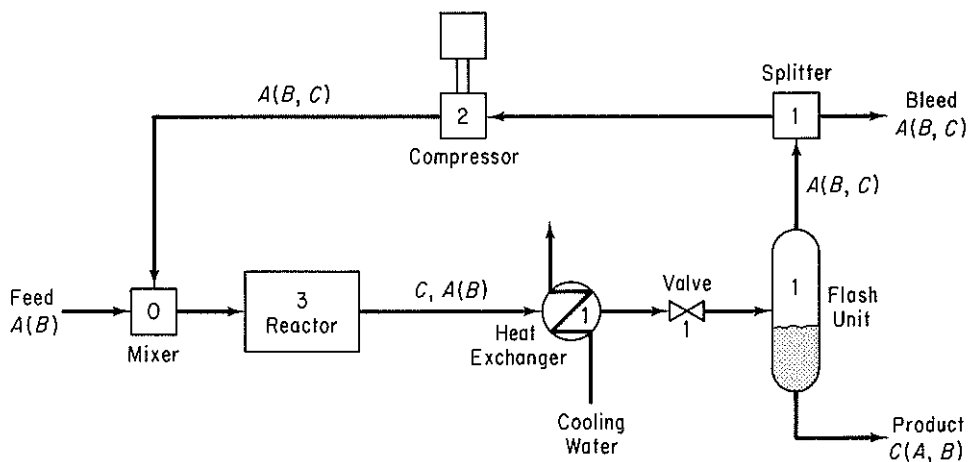 Splitter
A(B, C)
2
1
Bleed
A(B, C)
Compressor
A(B, C)
Feed
A(B)
0
Mixer
3
Reactor
C, A(B)
Heat
Exchanger
1
Valve
1
1
Flash
Unit
Cooling
Water
Product
C(A, B)